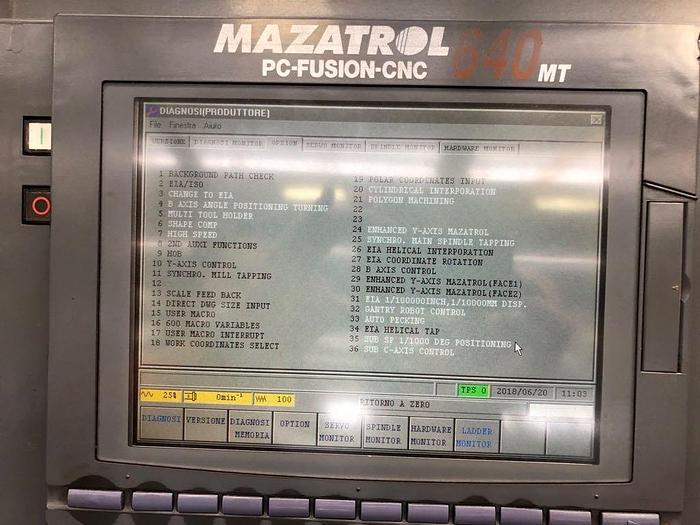 MAZATROL 640 MT
PC-FUSION-CNC
DIAGNOSI(PRODUTTORE)
File Finestra Aiuto
VERSIONE DIAGNOSI MONITOR OPTION SERVO MONITOR SPINDLE MONITOR HARDWARE MONITOR
1 BACKGROUND PATH CHECK
2 EIA/ISO
3 CHANGE TO EIA
4 B AXIS ANGLE POSITIONING TURNING
5 MULTI TOOL HOLDER
6 SHAPE COMP
7 HIGH SPEED
8 2ND AUXI FUNCTIONS
9 HOB
10 Y-AXIS CONTROL
11 SYNCHRO. MILL TAPPING
12
13 SCALE FEED BACK
14 DIRECT DWG SIZE INPUT
15 USER MACRO
16 600 MACRO VARIABLES
17 USER MACRO INTERRUPT
18 WORK COORDINATES SELECT
19 POLAR COORDINATES INPUT
20 CYLINDRICAL INTERPORATION
21 POLYGON MACHINING
22
23
24 ENHANCED Y-AXIS MAZATROL
25 SYNCHRO. MAIN SPINDLE TAPPING
26 EIA HELICAL INTERPORATION
27 EIA COORDINATE ROTATION
28 B AXIS CONTROL
29 ENHANCED Y-AXIS MAZATROL(FACE1)
30 ENHANCED Y-AXIS MAZATROL(FACE2)
31 EIA 1/100000INCH,1/10000MM DISP.
32 GANTRY ROBOT CONTROL
33 AUTO PECKING
34 EIA HELICAL TAP
35 SUB SP 1/1000 DEG POSITIONING
36 SUB C-AXIS CONTROL
TPS 0 2018/06/20 11:03
25% 0min-1 100 RITORNO A ZERO
DIAGNOSI VERSIONE DIAGNOSI MEMORIA OPTION SERVO MONITOR SPINDLE MONITOR HARDWARE MONITOR LADDER MONITOR